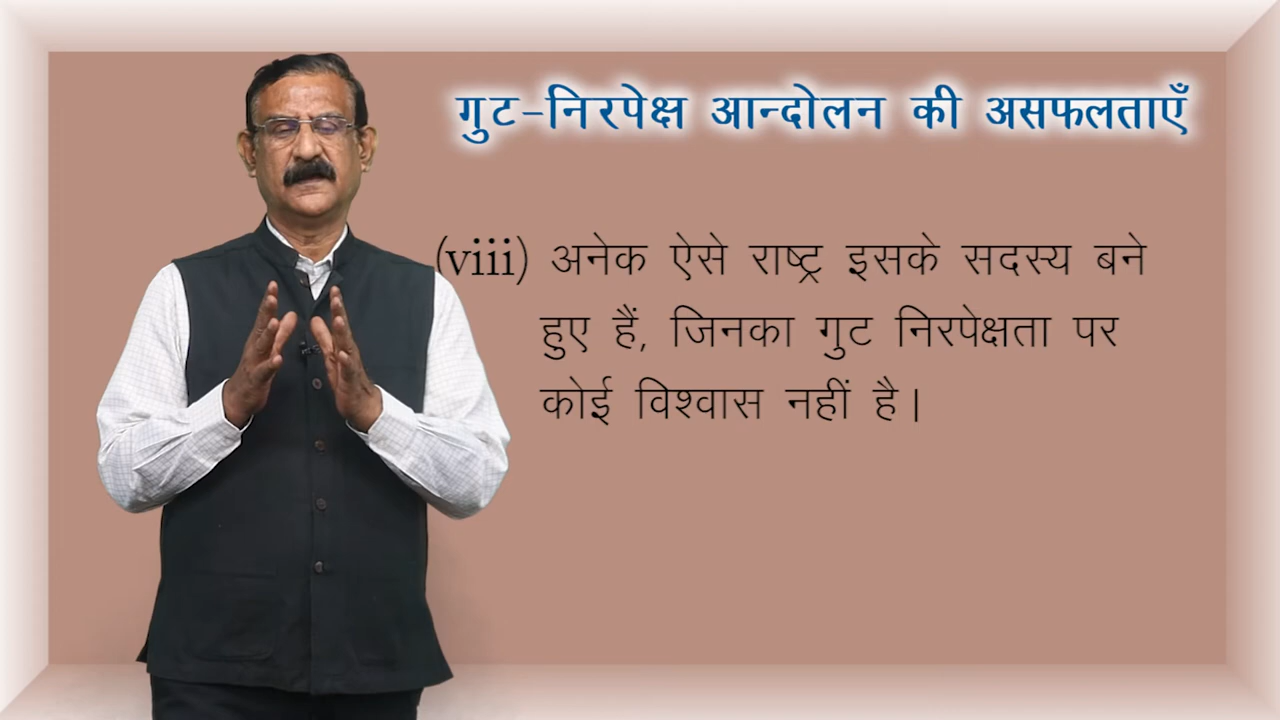 गुट-निरपेक्ष आन्दोलन की असफलताएँ
(viii) अनेक ऐसे राष्ट्र इसके सदस्य बने
हुए हैं, जिनका गुट निरपेक्षता पर
कोई विश्वास नहीं है।